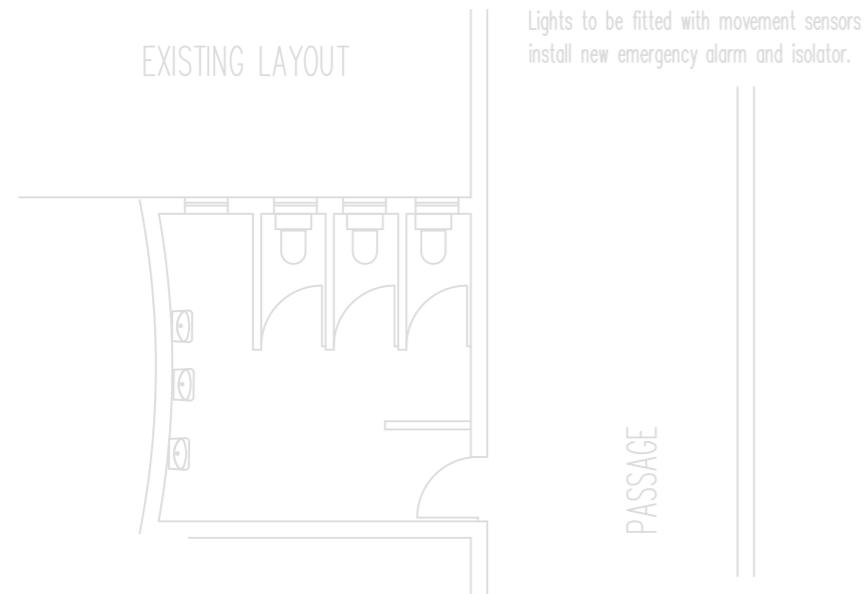 Lights to be fitted with movement sensors
install new emergency alarm and isolator.
EXISTING LAYOUT
PASSAGE